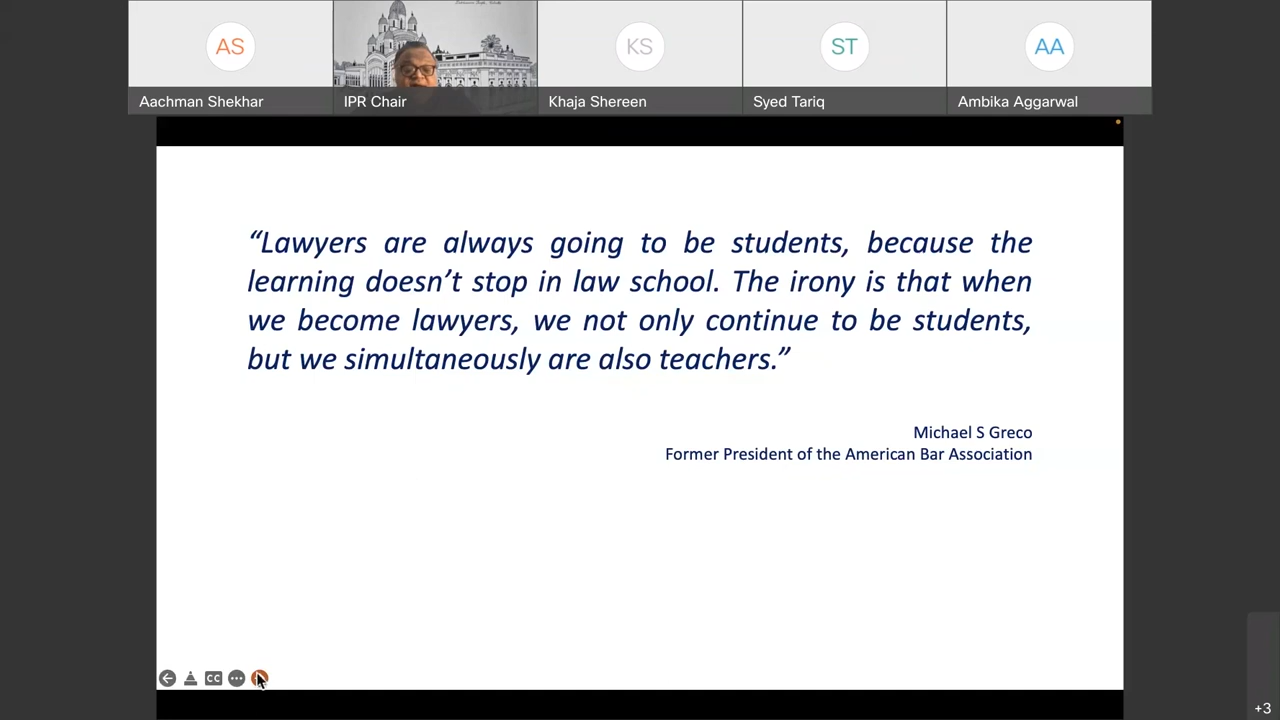 AS
KS
ST
AA
Aachman Shekhar
IPR Chair
Khaja Shereen
Syed Tariq
Ambika Aggarwal
“Lawyers are always going to be students, because the
learning doesn’t stop in law school. The irony is that when
we become lawyers, we not only continue to be students,
but we simultaneously are also teachers.”
Michael S Greco
Former President of the American Bar Association
CC
+3